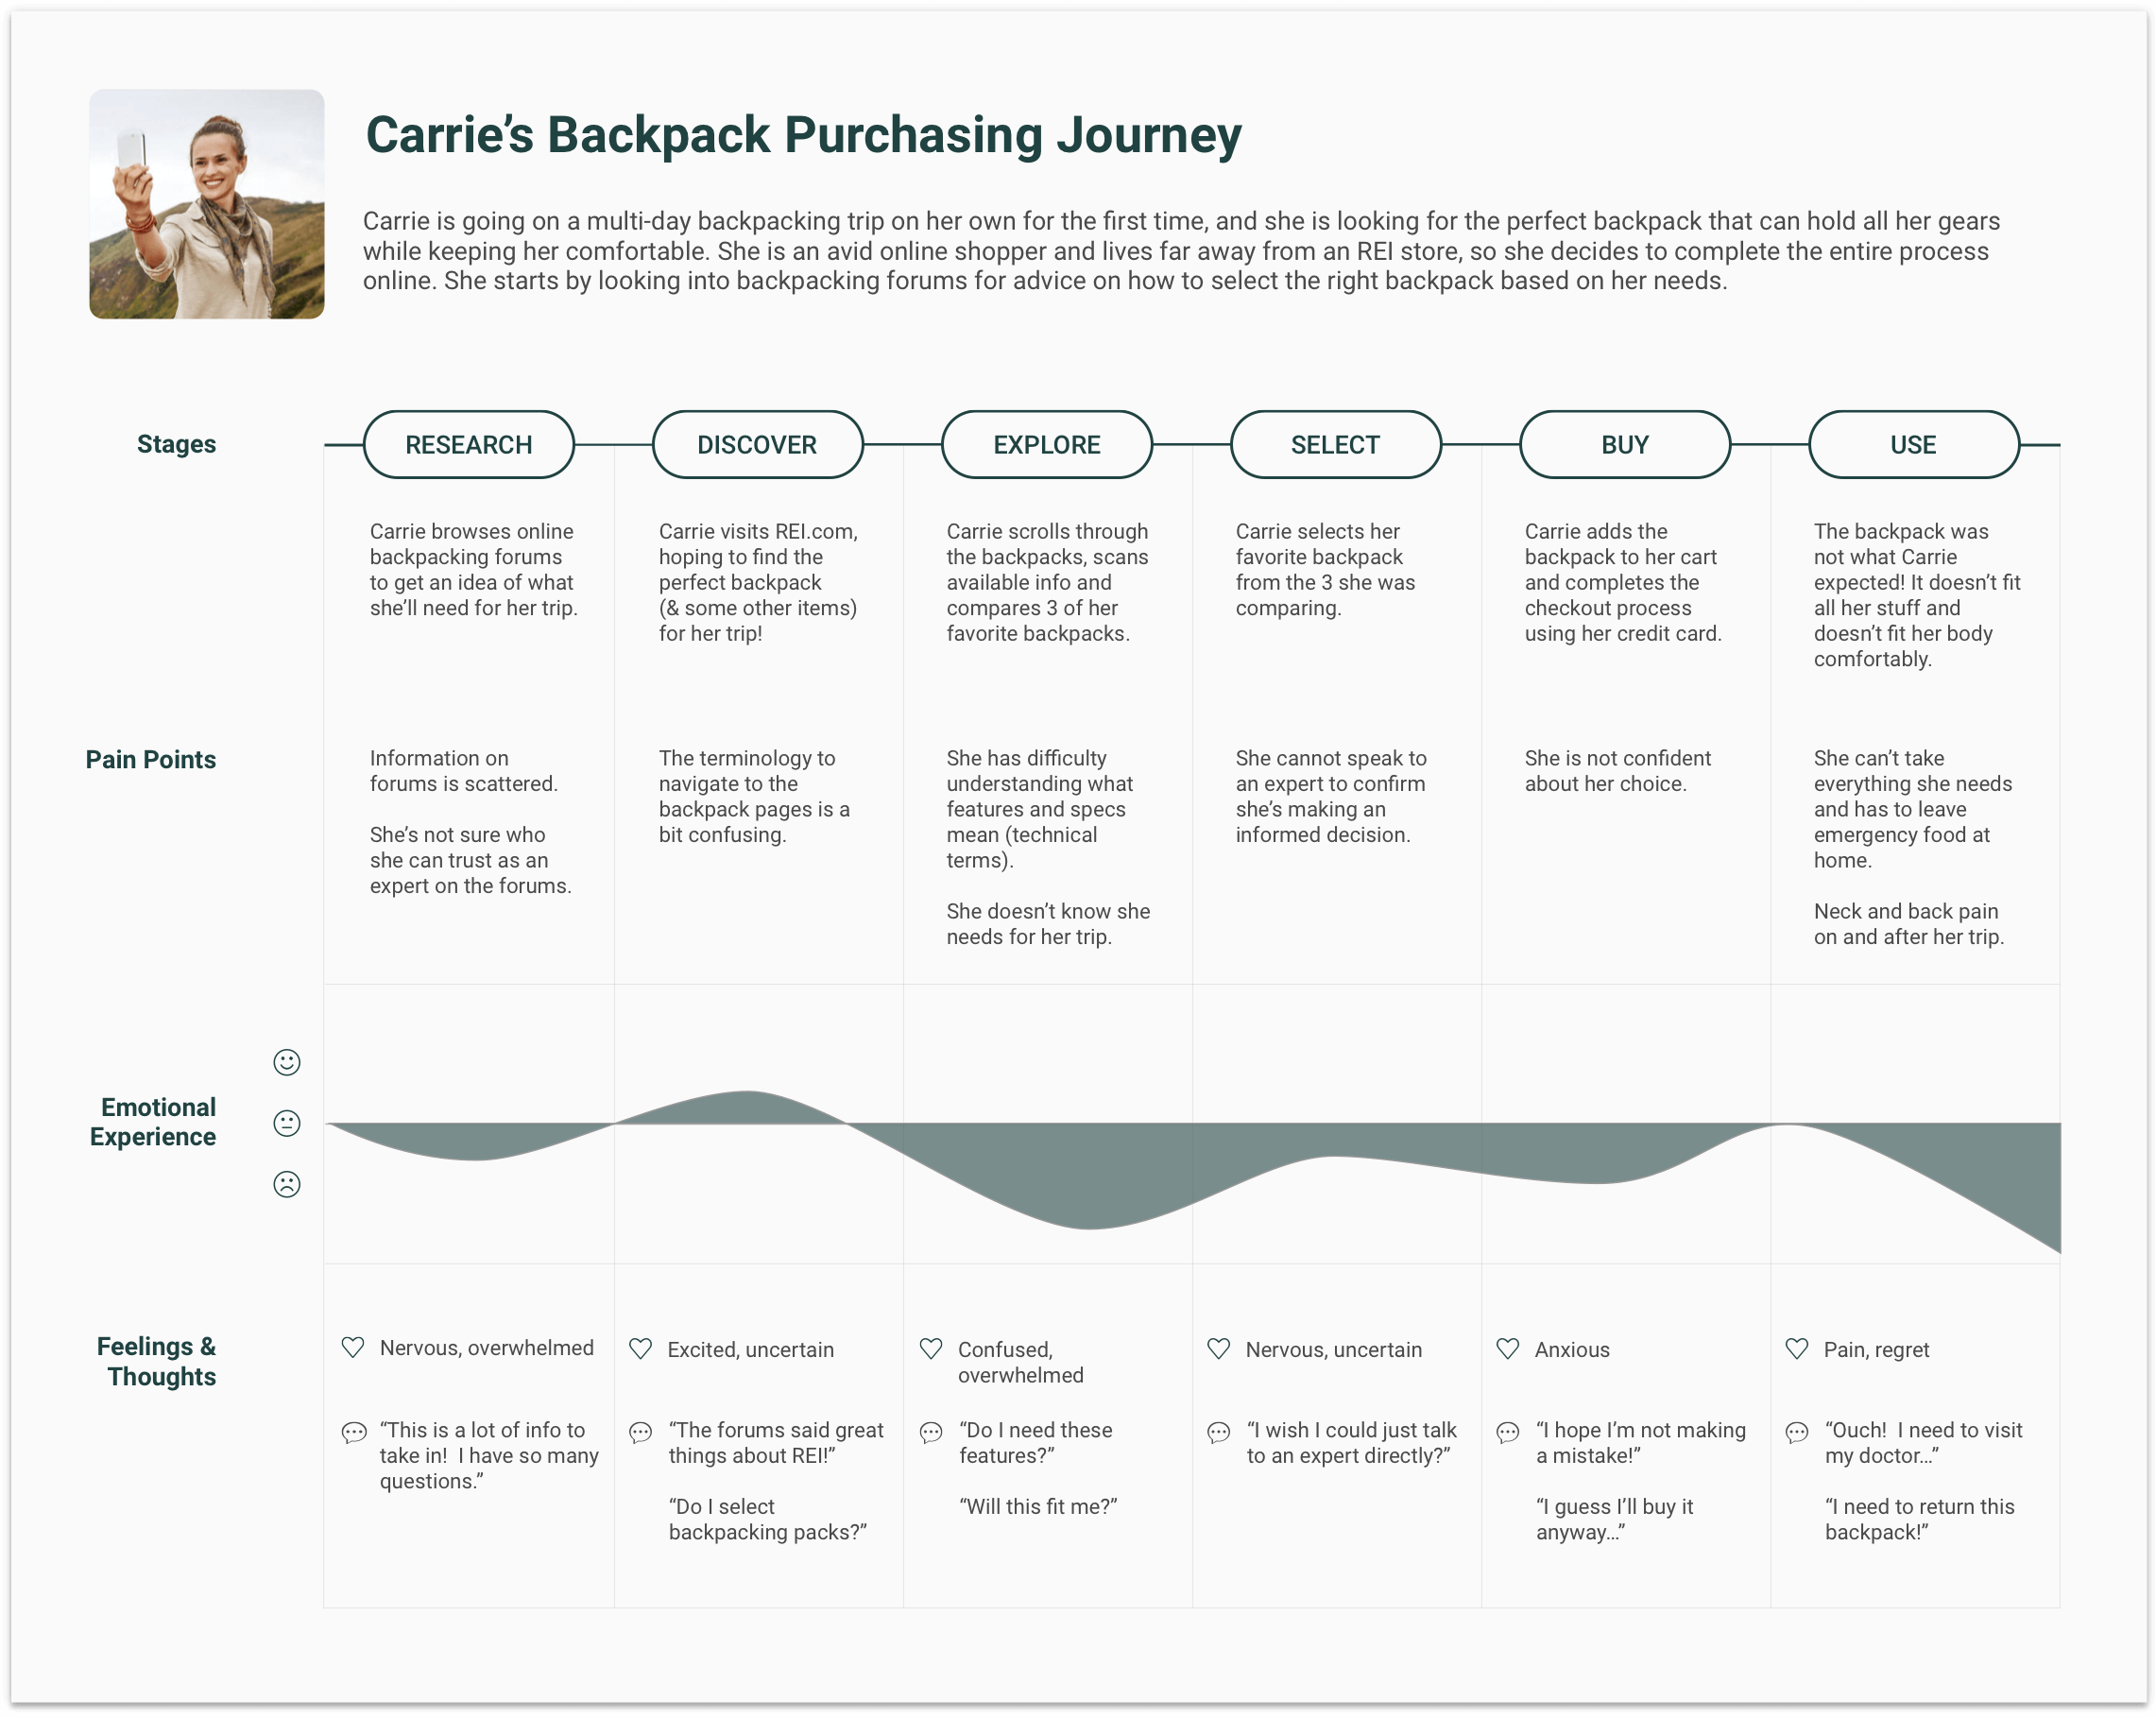 Carrie’s Backpack Purchasing Journey
Carrie is going on a multi-day backpacking trip on her own for the first time, and she is looking for the perfect backpack that can hold all her gears
while keeping her comfortable. She is an avid online shopper and lives far away from an REI store, so she decides to complete the entire process
online. She starts by looking into backpacking forums for advice on how to select the right backpack based on her needs.
Stages
RESEARCH
DISCOVER
EXPLORE
SELECT
BUY
USE
Carrie browses online
backpacking forums
to get an idea of what
she’ll need for her trip.
Carrie visits REI.com,
hoping to find the
perfect backpack
(& some other items)
for her trip!
Carrie scrolls through
the backpacks, scans
available info and
compares 3 of her
favorite backpacks.
Carrie selects her
favorite backpack
from the 3 she was
comparing.
Carrie adds the
backpack to her cart
and completes the
checkout process
using her credit card.
The backpack was
not what Carrie
expected! It doesn’t fit
all her stuff and
doesn’t fit her body
comfortably.
Pain Points
Information on
forums is scattered.
She’s not sure who
she can trust as an
expert on the forums.
The terminology to
navigate to the
backpack pages is a
bit confusing.
She has difficulty
understanding what
features and specs
mean (technical
terms).
She doesn’t know she
needs for her trip.
She cannot speak to
an expert to confirm
she’s making an
informed decision.
She is not confident
about her choice.
She can’t take
everything she needs
and has to leave
emergency food at
home.
Neck and back pain
on and after her trip.
Emotional
Experience
Feelings &
Thoughts
Nervous, overwhelmed
Excited, uncertain
Confused,
overwhelmed
Nervous, uncertain
Anxious
Pain, regret
“This is a lot of info to
take in!  I have so many
questions.”
“The forums said great
things about REI!”
“Do I select
backpacking packs?”
“Do I need these
features?”
“Will this fit me?”
“I wish I could just talk
to an expert directly?”
“I hope I’m not making
a mistake!”
“I guess I’ll buy it
anyway…”
“Ouch!  I need to visit
my doctor…”
“I need to return this
backpack!”